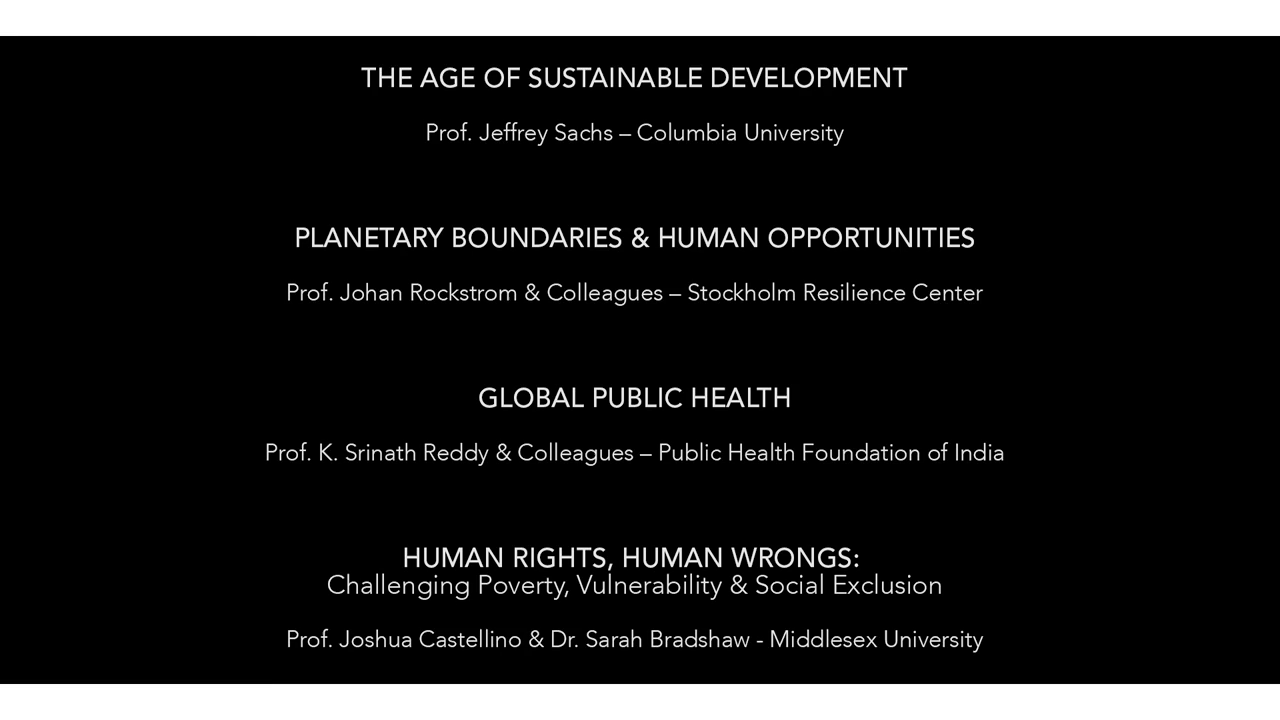 THE AGE OF SUSTAINABLE DEVELOPMENT
Prof. Jeffrey Sachs – Columbia University
PLANETARY BOUNDARIES & HUMAN OPPORTUNITIES
Prof. Johan Rockstrom & Colleagues – Stockholm Resilience Center
GLOBAL PUBLIC HEALTH
Prof. K. Srinath Reddy & Colleagues – Public Health Foundation of India
HUMAN RIGHTS, HUMAN WRONGS:
Challenging Poverty, Vulnerability & Social Exclusion
Prof. Joshua Castellino & Dr. Sarah Bradshaw - Middlesex University